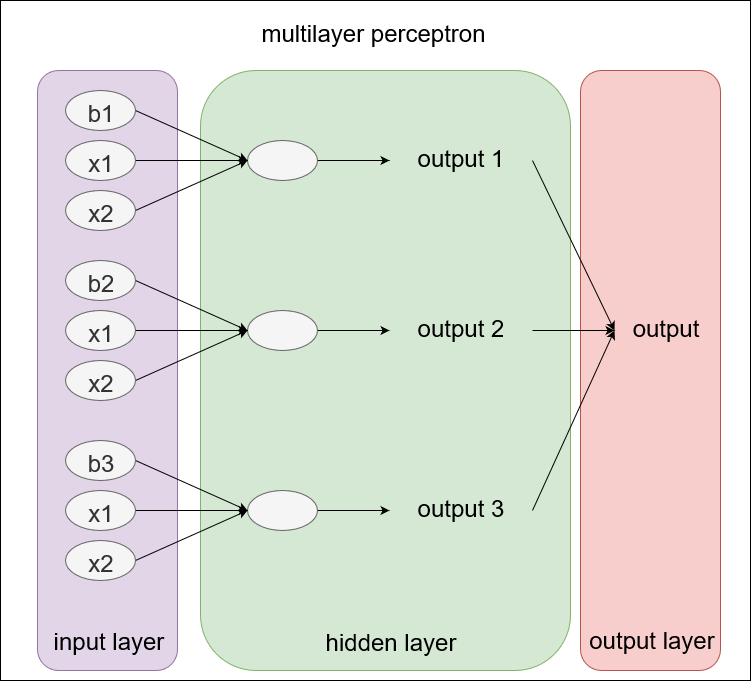 multilayer perceptron
b1
x1
x2
b2
x1
x2
b3
x1
x2
input layer
output 1
output 2
output 3
hidden layer
output
output layer